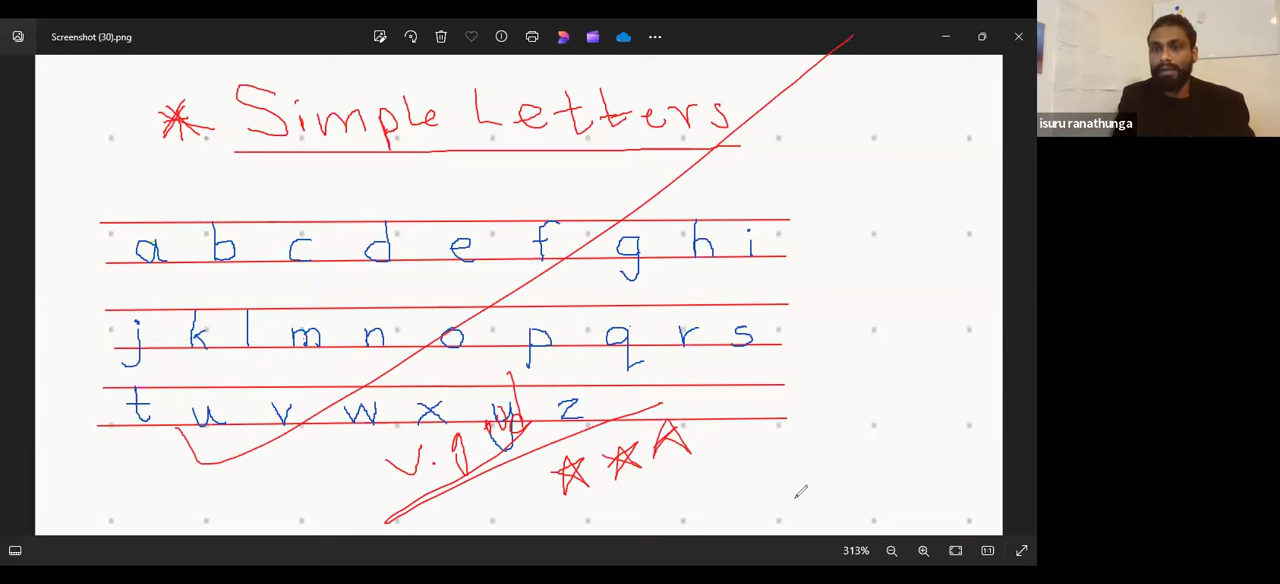 Screenshot (30).png
isuru ranathunga
* Simple Letters
a b c d e f g h i
j k l m n o p q r s
t u v w x y z
v.g
313%